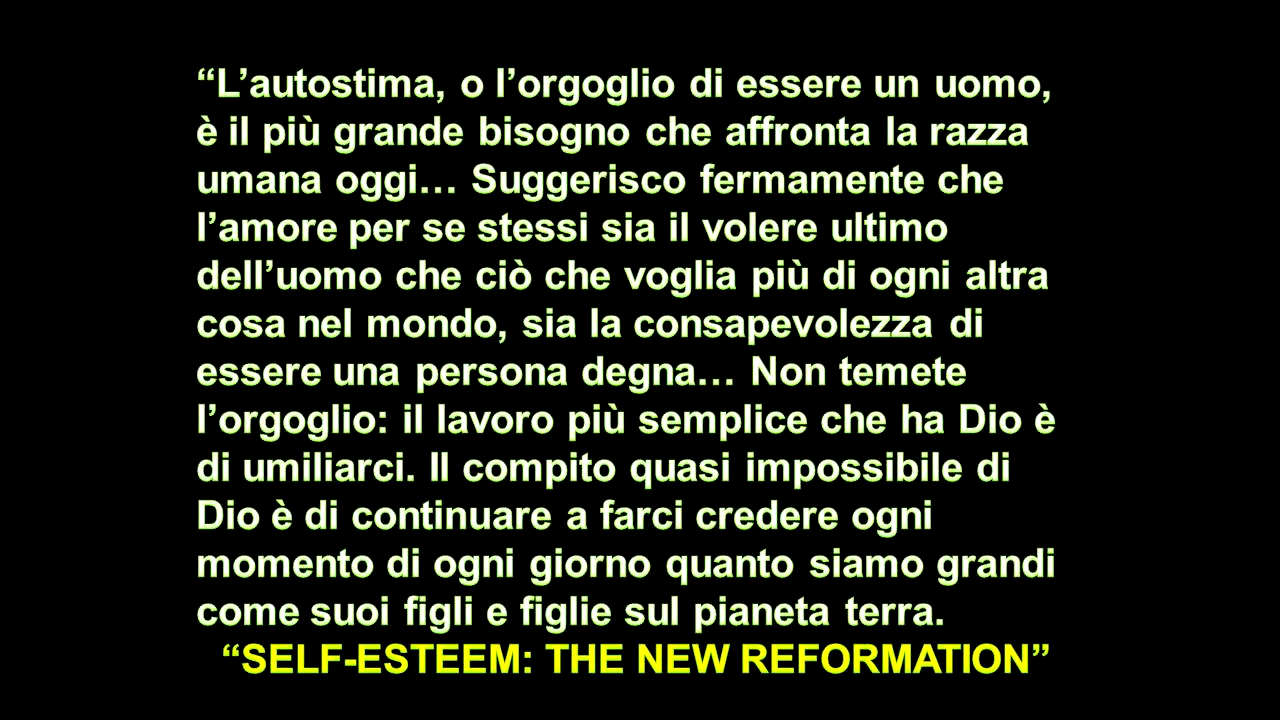 “L’autostima, o l’orgoglio di essere un uomo,
è il più grande bisogno che affronta la razza
umana oggi… Suggerisco fermamente che
l’amore per se stessi sia il volere ultimo
dell’uomo che ciò che voglia più di ogni altra
cosa nel mondo, sia la consapevolezza di
essere una persona degna… Non temete
l’orgoglio: il lavoro più semplice che ha Dio è
di umiliarci. Il compito quasi impossibile di
Dio è di continuare a farci credere ogni
momento di ogni giorno quanto siamo grandi
come suoi figli e figlie sul pianeta terra.
“SELF-ESTEEM: THE NEW REFORMATION”